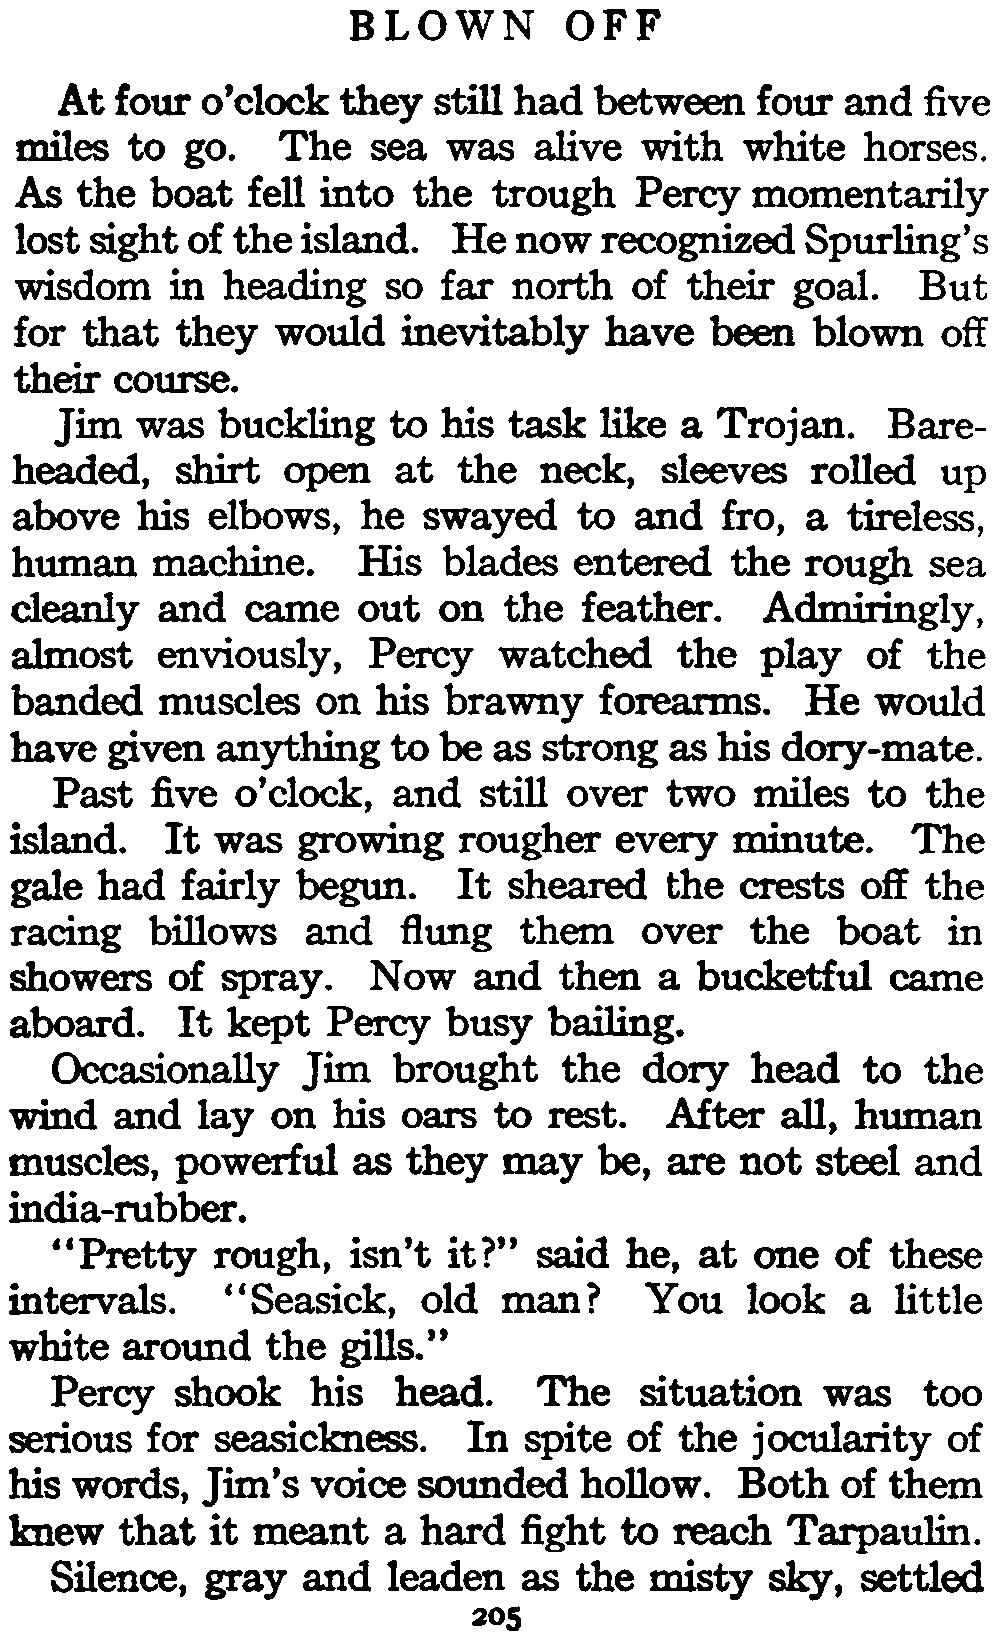 BLOWN OFF
At four o'clock they still had between four and five
miles to go. The sea was alive with white horses.
As the boat fell into the trough Percy momentarily
lost sight of the island. He now recognized Spurling's
wisdom in heading so far north of their goal. But
for that they would inevitably have been blown off
their course.
Jim was buckling to his task like a Trojan. Bare-
headed, shirt open at the neck, sleeves rolled up
above his elbows, he swayed to and fro, a tireless,
human machine. His blades entered the rough sea
cleanly and came out on the feather. Admiringly,
almost enviously, Percy watched the play of the
banded muscles on his brawny forearms. He would
have given anything to be as strong as his dory-mate.
Past five o'clock, and still over two miles to the
island. It was growing rougher every minute. The
gale had fairly begun. It sheared the crests off the
racing billows and flung them over the boat in
showers of spray. Now and then a bucketful came
aboard. It kept Percy busy bailing.
Occasionally Jim brought the dory head to the
wind and lay on his oars to rest. After all, human
muscles, powerful as they may be, are not steel and
india-rubber.
"Pretty rough, isn't it?" said he, at one of these
intervals. "Seasick, old man? You look a little
white around the gills."
Percy shook his head. The situation was too
serious for seasickness. In spite of the jocularity of
his words, Jim's voice sounded hollow. Both of them
knew that it meant a hard fight to reach Tarpaulin.
Silence, gray and leaden as the misty sky, settled
205